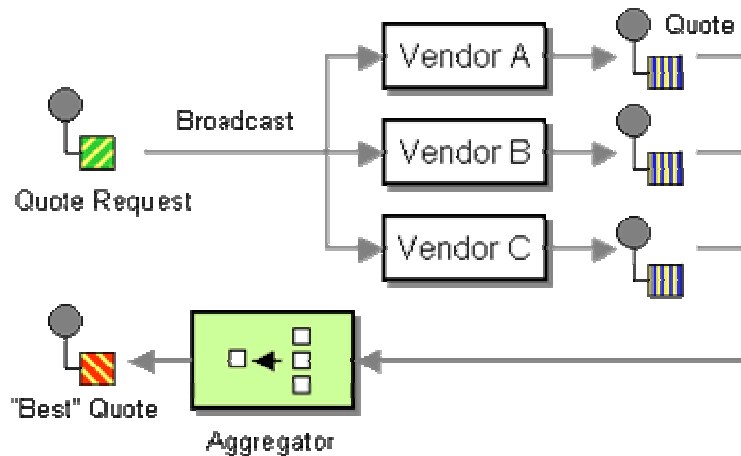 Vendor A
Quote
Broadcast
Vendor B
Quote Request
Vendor C
"Best" Quote
Aggregator